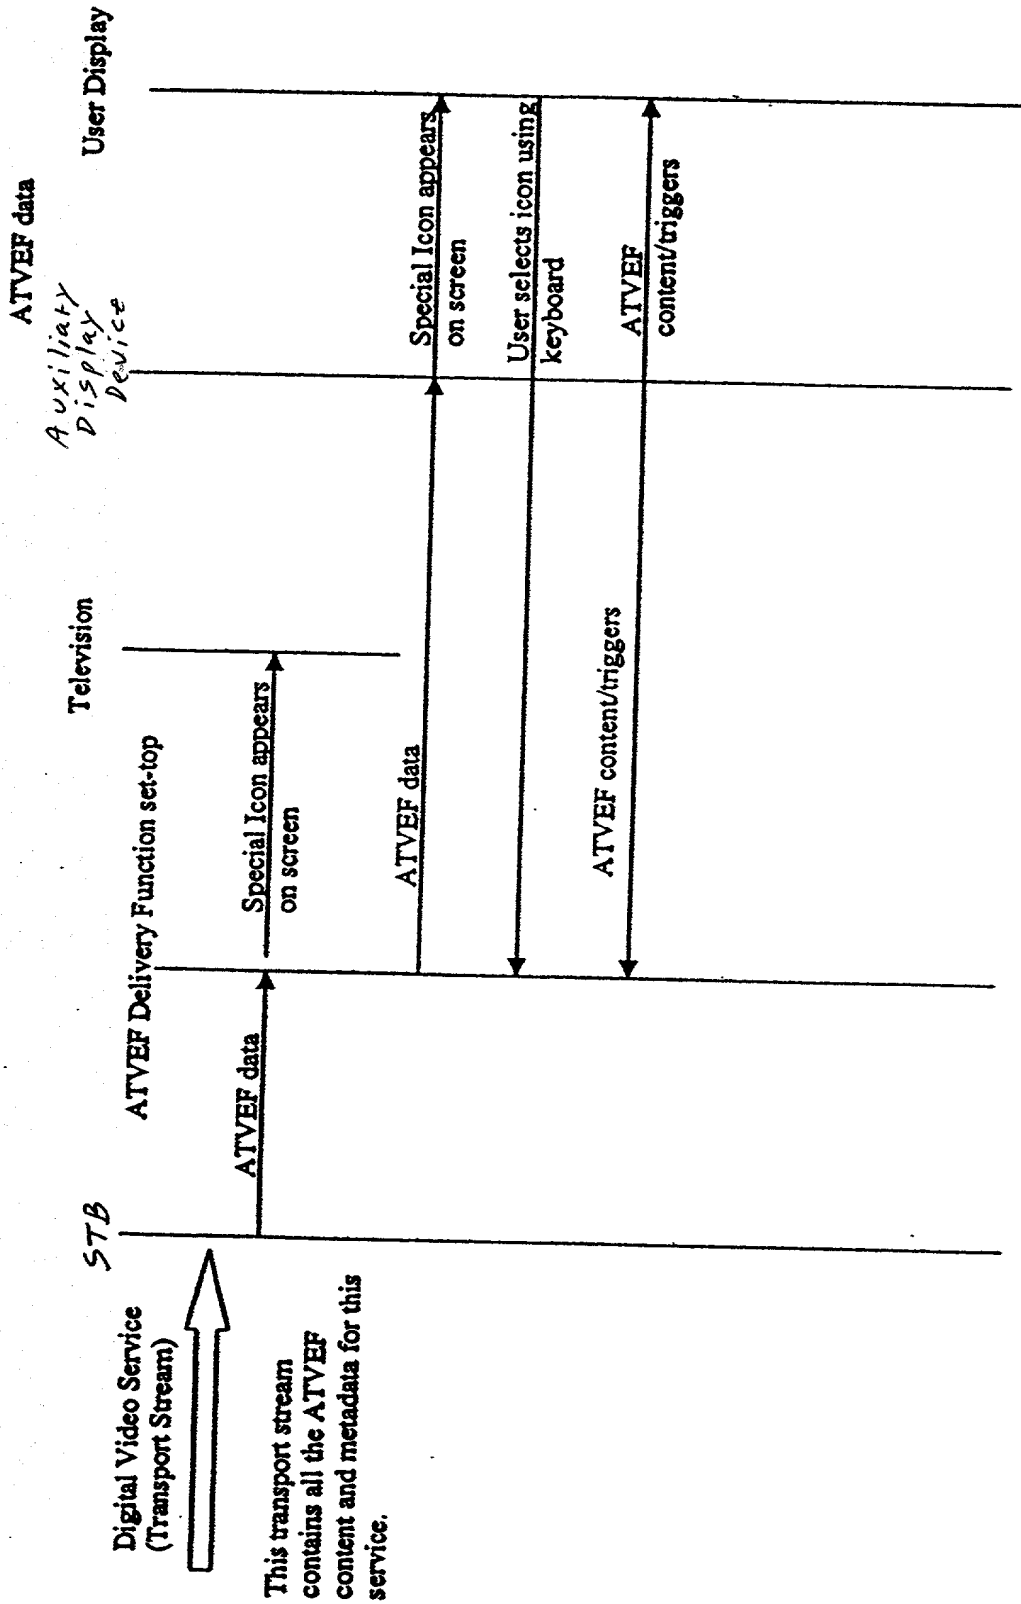 ATVEF data
Auxiliary
Display
Device
User Display
Television
ATVEF Delivery Function set-top
STB
Digital Video Service
(Transport Stream)
This transport stream
contains all the ATVEF
content and metadata for this
service.
ATVEF data
Special Icon appears
on screen
ATVEF data
Special Icon appears
on screen
User selects icon using
keyboard
ATVEF content/triggers
ATVEF
content/triggers